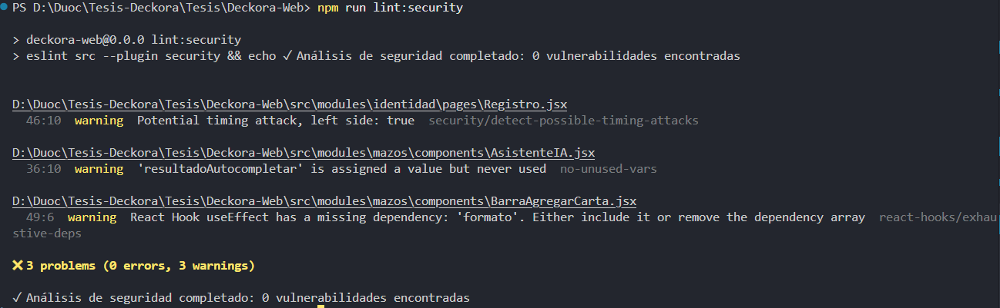 PS D:\Duoc\Tesis-Deckora\Tesis\Deckora-Web> npm run lint:security
> deckora-web@0.0.0 lint:security
> eslint src --plugin security && echo ✓ Análisis de seguridad completado: 0 vulnerabilidades encontradas
D:\Duoc\Tesis-Deckora\Tesis\Deckora-Web\src\modules\identidad\pages\Registro.jsx
46:10 warning Potential timing attack, left side: true security/detect-possible-timing-attacks
D:\Duoc\Tesis-Deckora\Tesis\Deckora-Web\src\modules\mazos\components\AsistenteIA.jsx
36:10 warning 'resultadoAutocompletar' is assigned a value but never used no-unused-vars
D:\Duoc\Tesis-Deckora\Tesis\Deckora-Web\src\modules\mazos\components\BarraAgregarCarta.jsx
49:6 warning React Hook useEffect has a missing dependency: 'formato'. Either include it or remove the dependency array react-hooks/exhau
stive-deps
✖ 3 problems (0 errors, 3 warnings)
✓ Análisis de seguridad completado: 0 vulnerabilidades encontradas